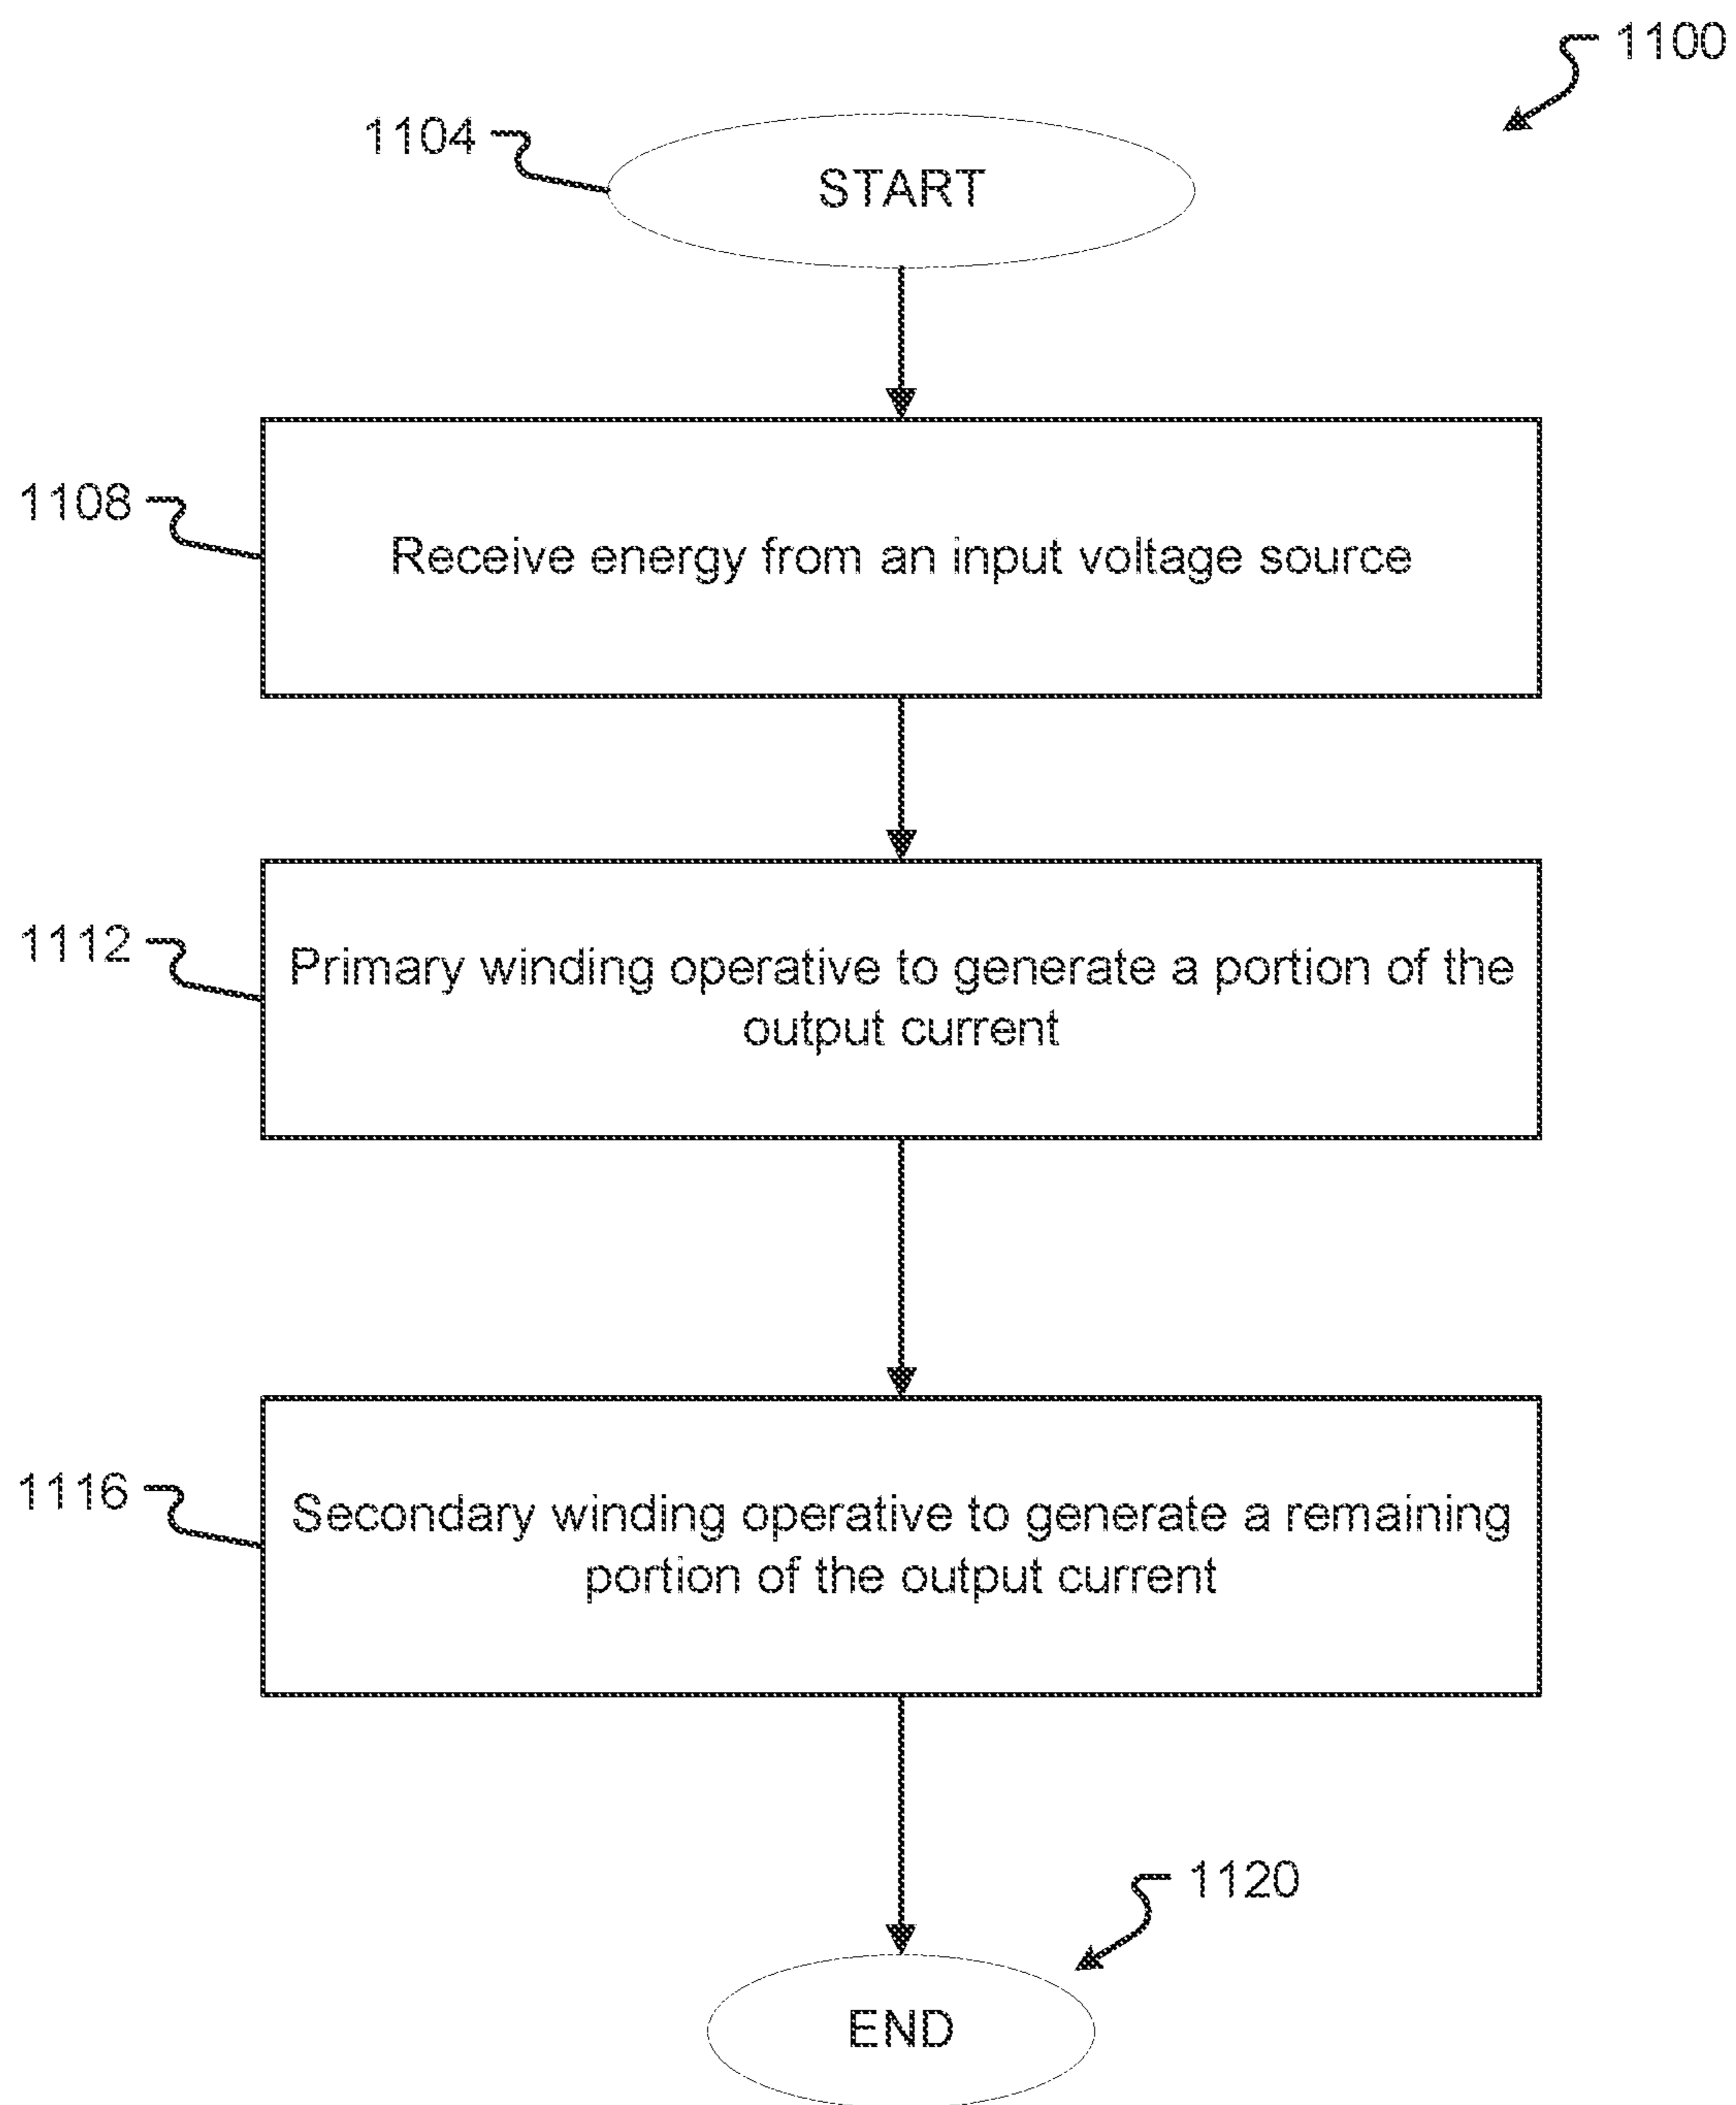 1100
1104
START
1108
Receive energy from an input voltage source
1112
Primary winding operative to generate a portion of the
output current
1116
Secondary winding operative to generate a remaining
portion of the output current
1120
END